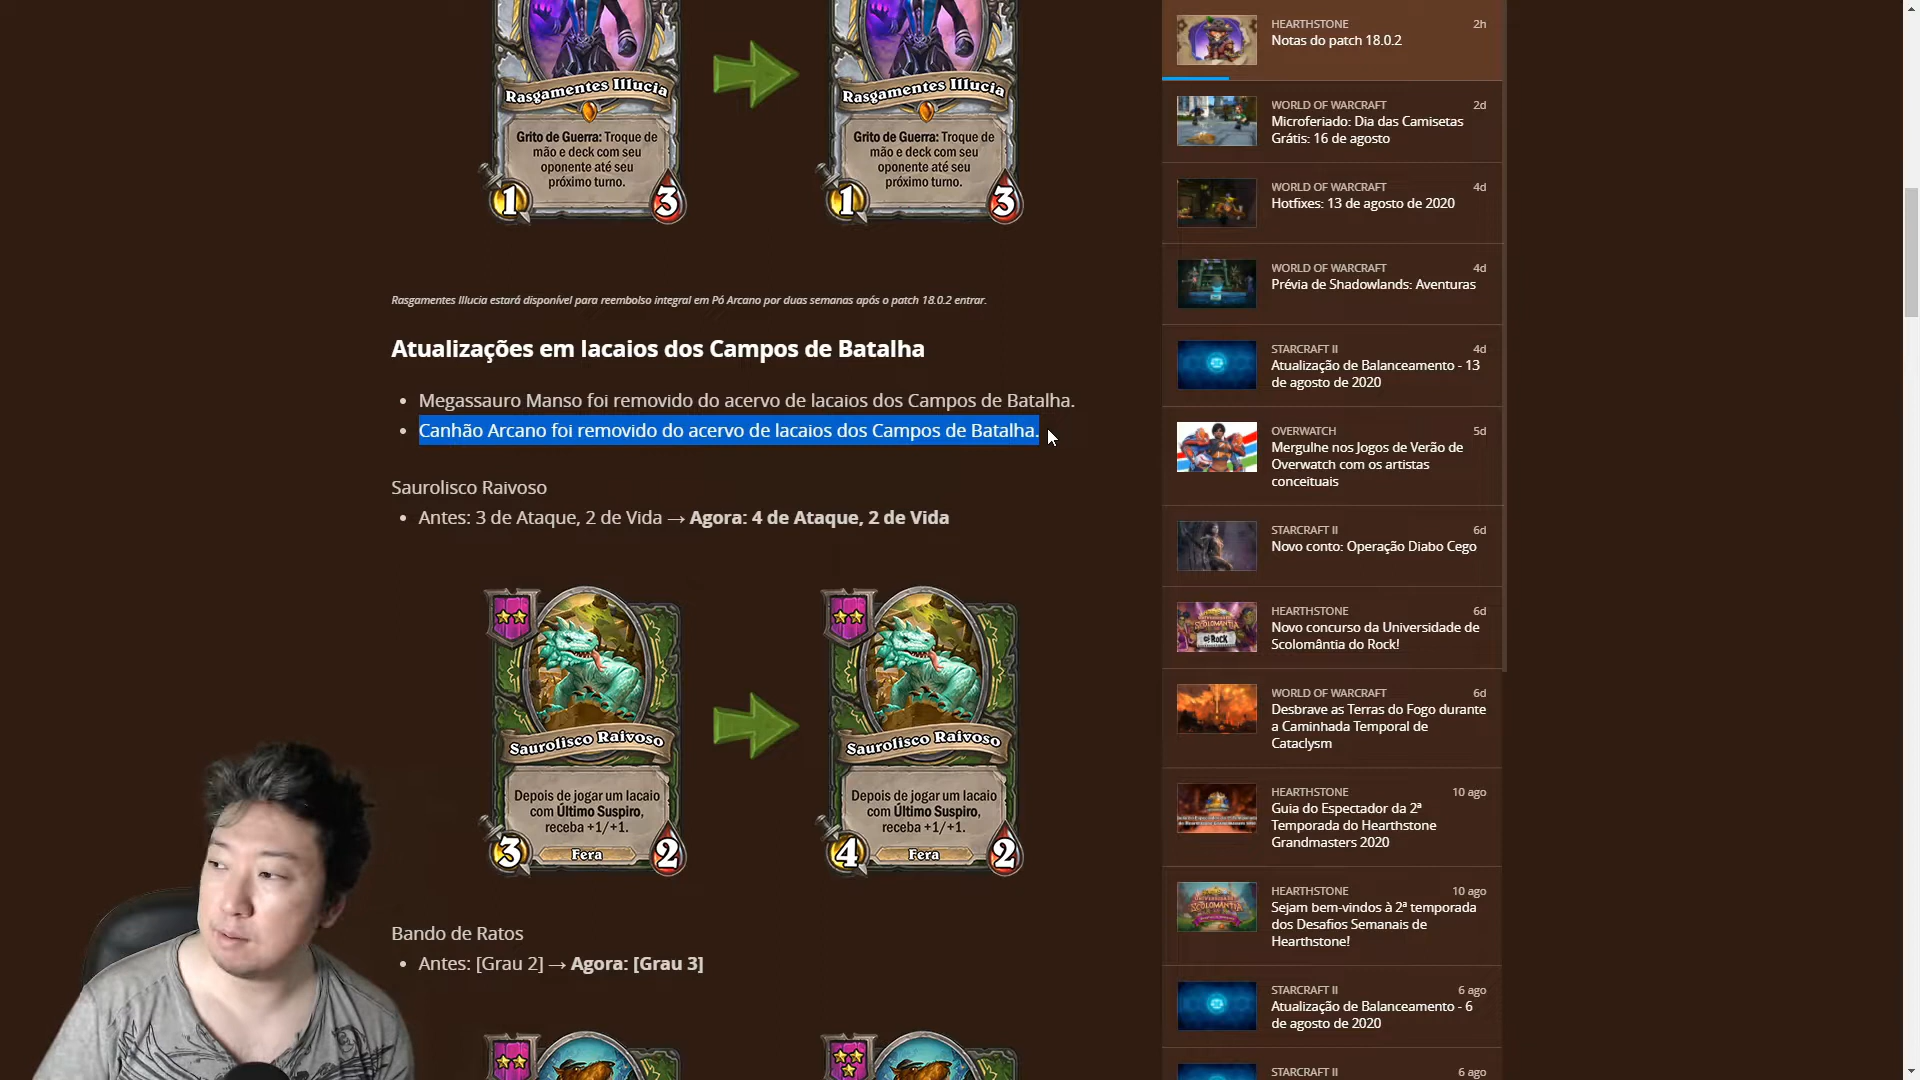 Rasgamentes Illucia
Grito de Guerra: Troque de
mão e deck com seu
oponente até seu
próximo turno.
1
3
Rasgamentes Illucia
Grito de Guerra: Troque de
mão e deck com seu
oponente até seu
próximo turno.
1
3
Rasgamentes Illucia estará disponível para reembolso integral em Pó Arcano por duas semanas após o patch 18.0.2 entrar.
Atualizações em lacaios dos Campos de Batalha
• Megassauro Manso foi removido do acervo de lacaios dos Campos de Batalha.
• Canhão Arcano foi removido do acervo de lacaios dos Campos de Batalha.
Saurolisco Raivoso
• Antes: 3 de Ataque, 2 de Vida → Agora: 4 de Ataque, 2 de Vida
Saurolisco Raivoso
Depois de jogar um lacaio
com Último Suspiro,
receba +1/+1.
3
Fera
2
Saurolisco Raivoso
Depois de jogar um lacaio
com Último Suspiro,
receba +1/+1.
4
Fera
2
Bando de Ratos
• Antes: [Grau 2] → Agora: [Grau 3]
HEARTHSTONE 2h
Notas do patch 18.0.2
WORLD OF WARCRAFT 2d
Microferiado: Dia das Camisetas
Grátis: 16 de agosto
WORLD OF WARCRAFT 4d
Hotfixes: 13 de agosto de 2020
WORLD OF WARCRAFT 4d
Prévia de Shadowlands: Aventuras
STARCRAFT II 4d
Atualização de Balanceamento - 13
de agosto de 2020
OVERWATCH 5d
Mergulhe nos Jogos de Verão de
Overwatch com os artistas
conceituais
STARCRAFT II 6d
Novo conto: Operação Diabo Cego
HEARTHSTONE 6d
Novo concurso da Universidade de
Scolomântia do Rock!
WORLD OF WARCRAFT 6d
Desbrave as Terras do Fogo durante
a Caminhada Temporal de
Cataclysm
HEARTHSTONE 10 ago
Guia do Espectador da 2ª
Temporada do Hearthstone
Grandmasters 2020
HEARTHSTONE 10 ago
Sejam bem-vindos à 2ª temporada
dos Desafios Semanais de
Hearthstone!
STARCRAFT II 6 ago
Atualização de Balanceamento - 6
de agosto de 2020
STARCRAFT II 6 ago